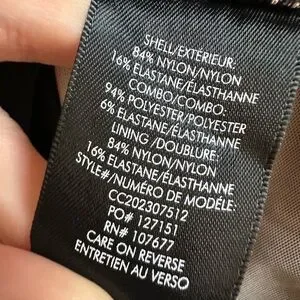 SHELL/EXTÉRIEUR:
84% NYLON/NYLON
16% ELASTANE/ÉLASTHANNE
COMBO/COMBO:
94% POLYESTER/POLYESTER
6% ELASTANE/ÉLASTHANNE
LINING /DOUBLURE:
84% NYLON/NYLON
16% ELASTANE/ÉLASTHANNE
STYLE#/NUMÉRO DE MODÈLE:
CC202307512
PO# 127151
RN# 107677
CARE ON REVERSE
ENTRETIEN AU VERSO